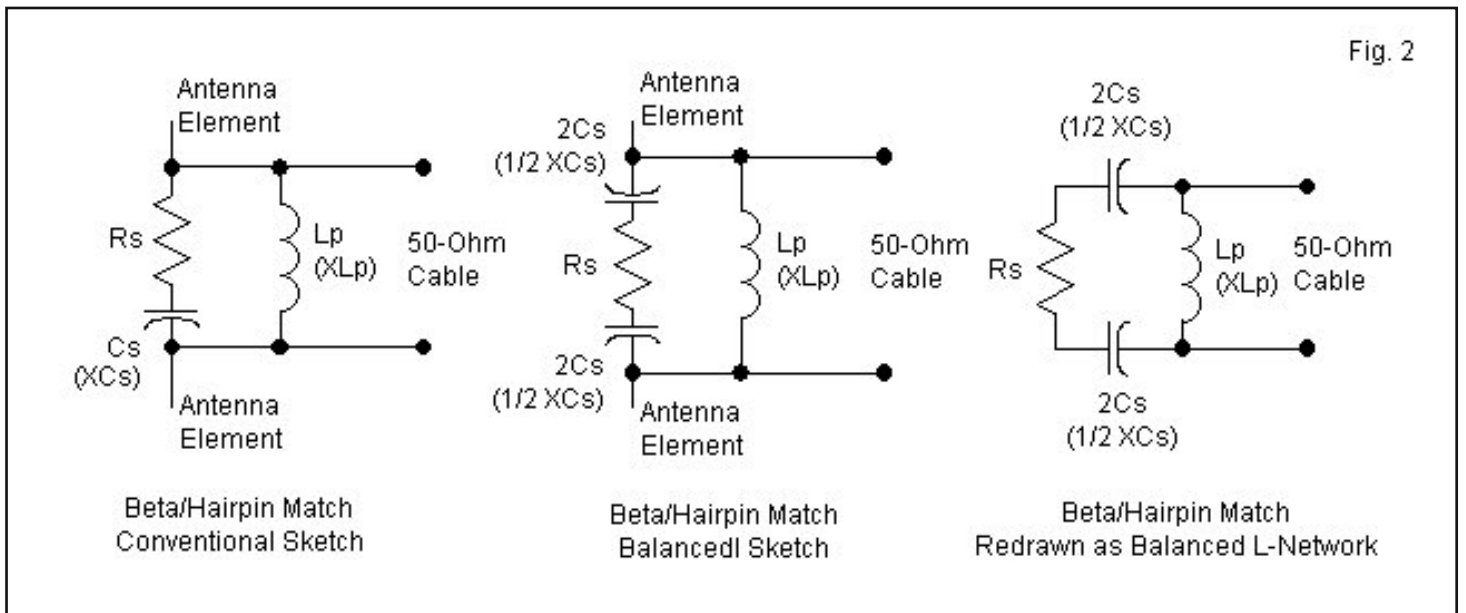 Fig. 2
Antenna
Element
Rs
Cs
(XCs)
Lp
(XLp)
50-Ohm
Cable
Antenna
Element
Beta/Hairpin Match
Conventional Sketch
Antenna
Element
2Cs
(1/2 XCs)
Rs
Lp
(XLp)
50-Ohm
Cable
2Cs
(1/2 XCs)
Antenna
Element
Beta/Hairpin Match
Balancedl Sketch
2Cs
(1/2 XCs)
Rs
Lp
(XLp)
50-Ohm
Cable
2Cs
(1/2 XCs)
Beta/Hairpin Match
Redrawn as Balanced L-Network